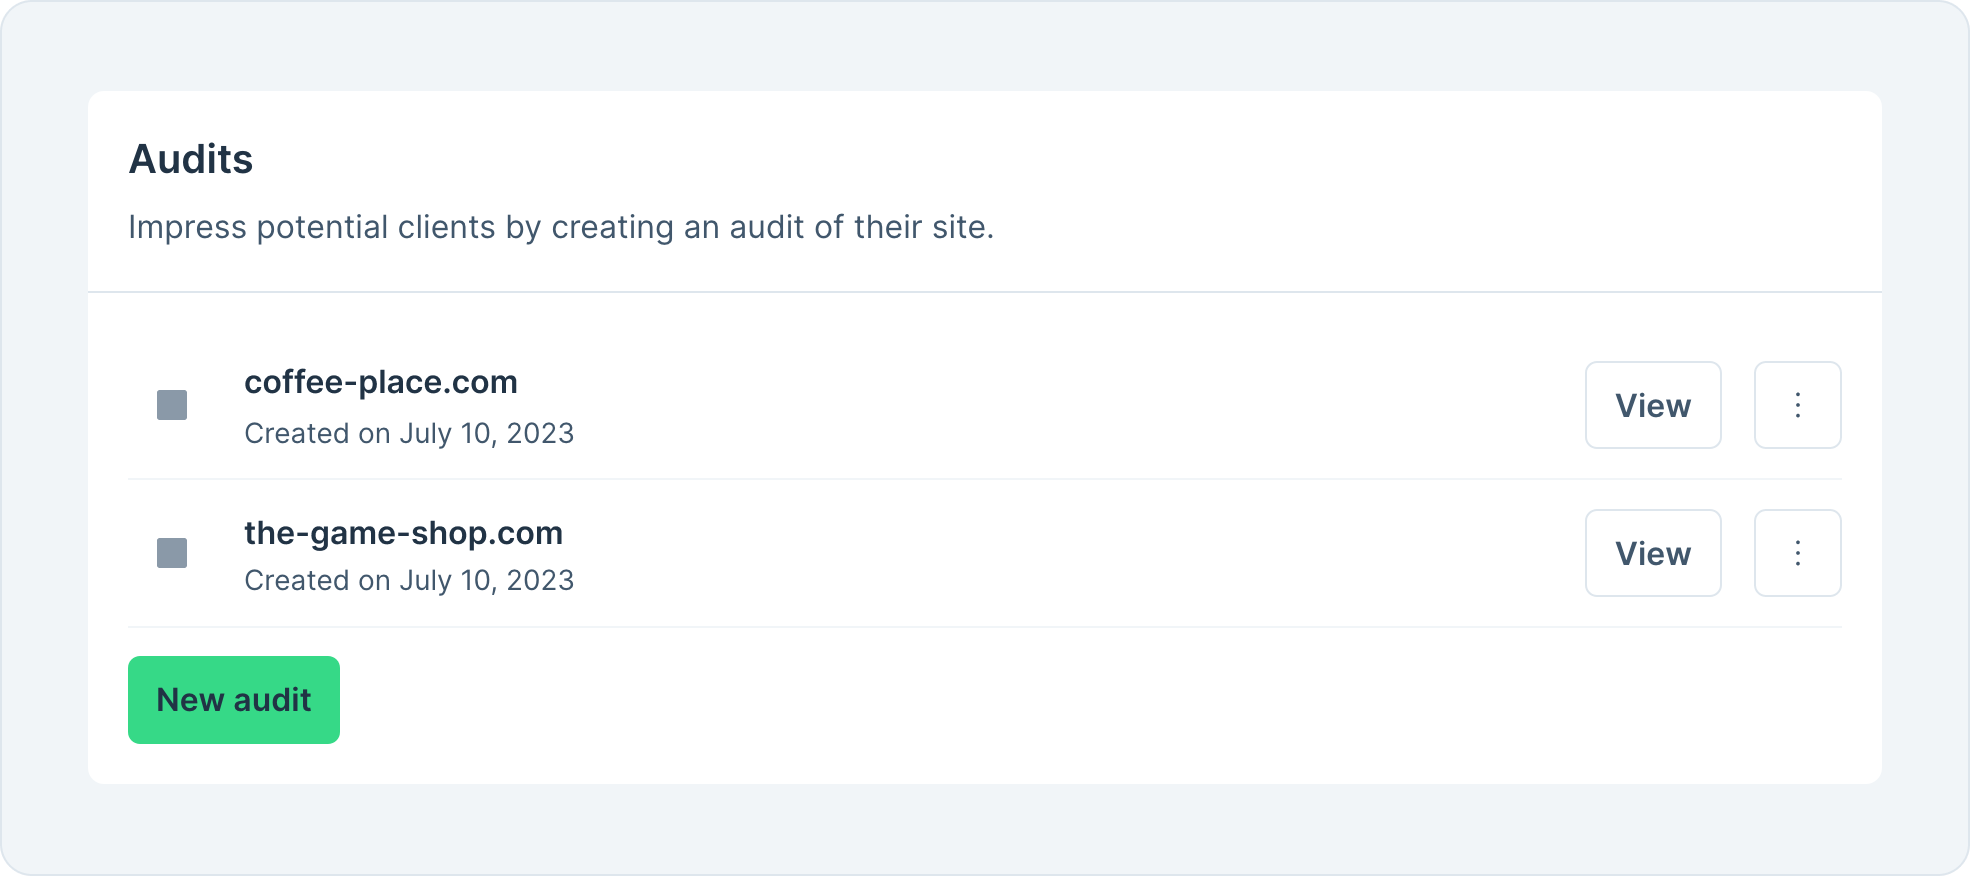 Audits
Impress potential clients by creating an audit of their site.
coffee-place.com
Created on July 10, 2023
View
the-game-shop.com
Created on July 10, 2023
View
New audit